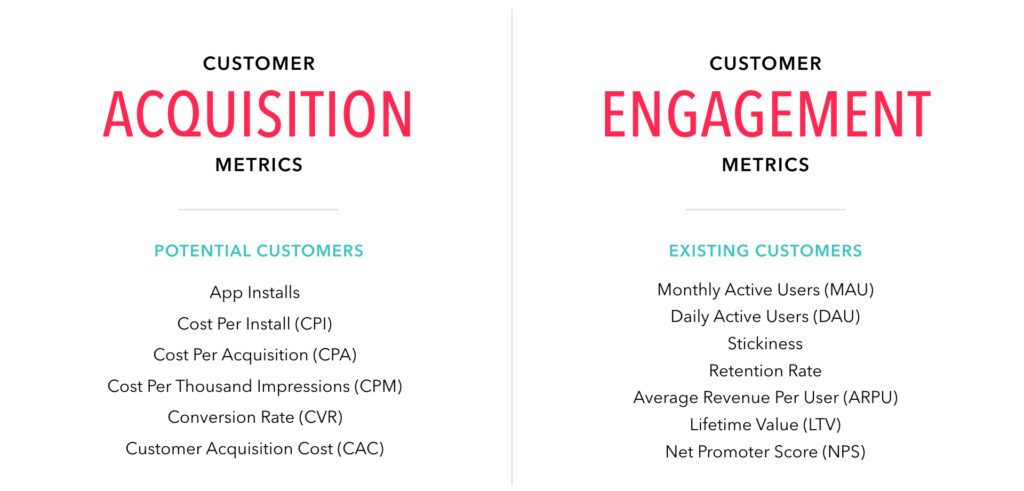 CUSTOMER
ACQUISITION
METRICS
POTENTIAL CUSTOMERS
App Installs
Cost Per Install (CPI)
Cost Per Acquisition (CPA)
Cost Per Thousand Impressions (CPM)
Conversion Rate (CVR)
Customer Acquisition Cost (CAC)
CUSTOMER
ENGAGEMENT
METRICS
EXISTING CUSTOMERS
Monthly Active Users (MAU)
Daily Active Users (DAU)
Stickiness
Retention Rate
Average Revenue Per User (ARPU)
Lifetime Value (LTV)
Net Promoter Score (NPS)